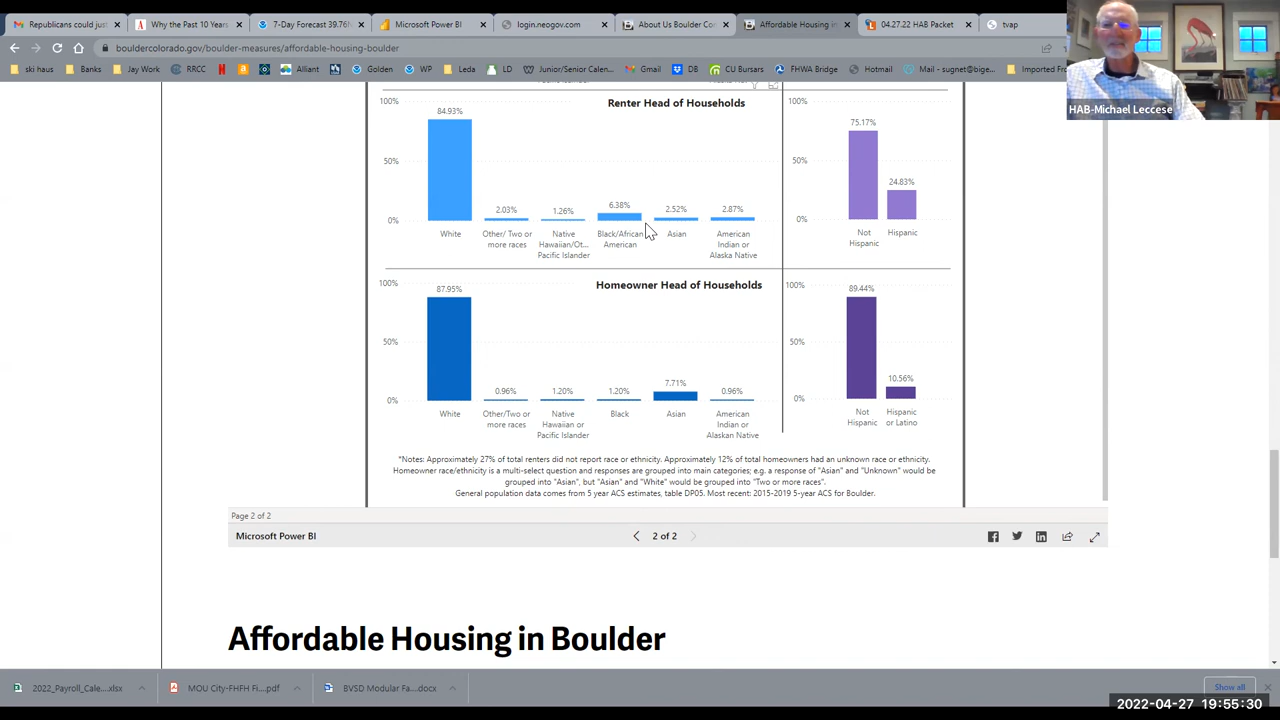 Republicans could just
Why the Past 10 Years
7-Day Forecast 39.76N
Microsoft Power BI
login.neogov.com
About Us Boulder Co
Affordable Housing in
04.27.22 HAB Packet
tvap
bouldercolorado.gov/boulder-measures/affordable-housing-boulder
ski haus
Banks
Jay Work
RRCC
Alliant
Golden
WP
Leda
LD
Junior/Senior Calen...
Gmail
DB
CU Bursars
FHWA Bridge
Hotmail
Mail - sugnet@bige...
Imported Fro
HAB-Michael Leccese
Renter Head of Households
100%
50%
0%
84.93%
2.03%
1.26%
6.38%
2.52%
2.87%
White
Other/ Two or
more races
Native
Hawaiian/Ot...
Pacific Islander
Black/African
American
Asian
American
Indian or
Alaska Native
100%
50%
0%
75.17%
24.83%
Not
Hispanic
Hispanic
Homeowner Head of Households
100%
50%
0%
87.95%
0.96%
1.20%
1.20%
7.71%
0.96%
White
Other/Two or
more races
Native
Hawaiian or
Pacific Islander
Black
Asian
American
Indian or
Alaskan Native
100%
50%
0%
89.44%
10.56%
Not
Hispanic
Hispanic
or Latino
*Notes: Approximately 27% of total renters did not report race or ethnicity. Approximately 12% of total homeowners had an unknown race or ethnicity.
Homeowner race/ethnicity is a multi-select question and responses are grouped into main categories; e.g. a response of "Asian" and "Unknown" would be
grouped into "Asian", but "Asian" and "White" would be grouped into "Two or more races".
General population data comes from 5 year ACS estimates, table DP05. Most recent: 2015-2019 5-year ACS for Boulder.
Page 2 of 2
Microsoft Power BI
2 of 2
Affordable Housing in Boulder
2022_Payroll_Cale....xlsx
MOU City-FHFH Fi....pdf
BVSD Modular Fa....docx
Show all
2022-04-27 19:55:30